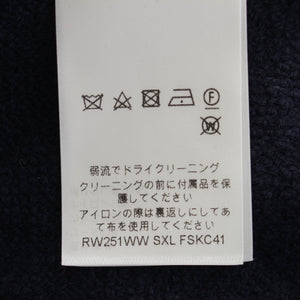 F
W
弱流でドライクリーニング
クリーニングの前に付属品を保
護してください
アイロンの際は裏返しにしてあ
て布を使用してください
RW251WW SXL FSKC41